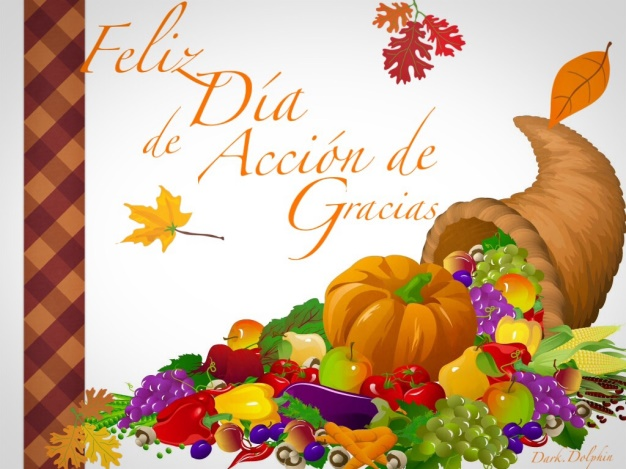 Feliz
Día
de Acción de
Gracias
Dark.Dolphin